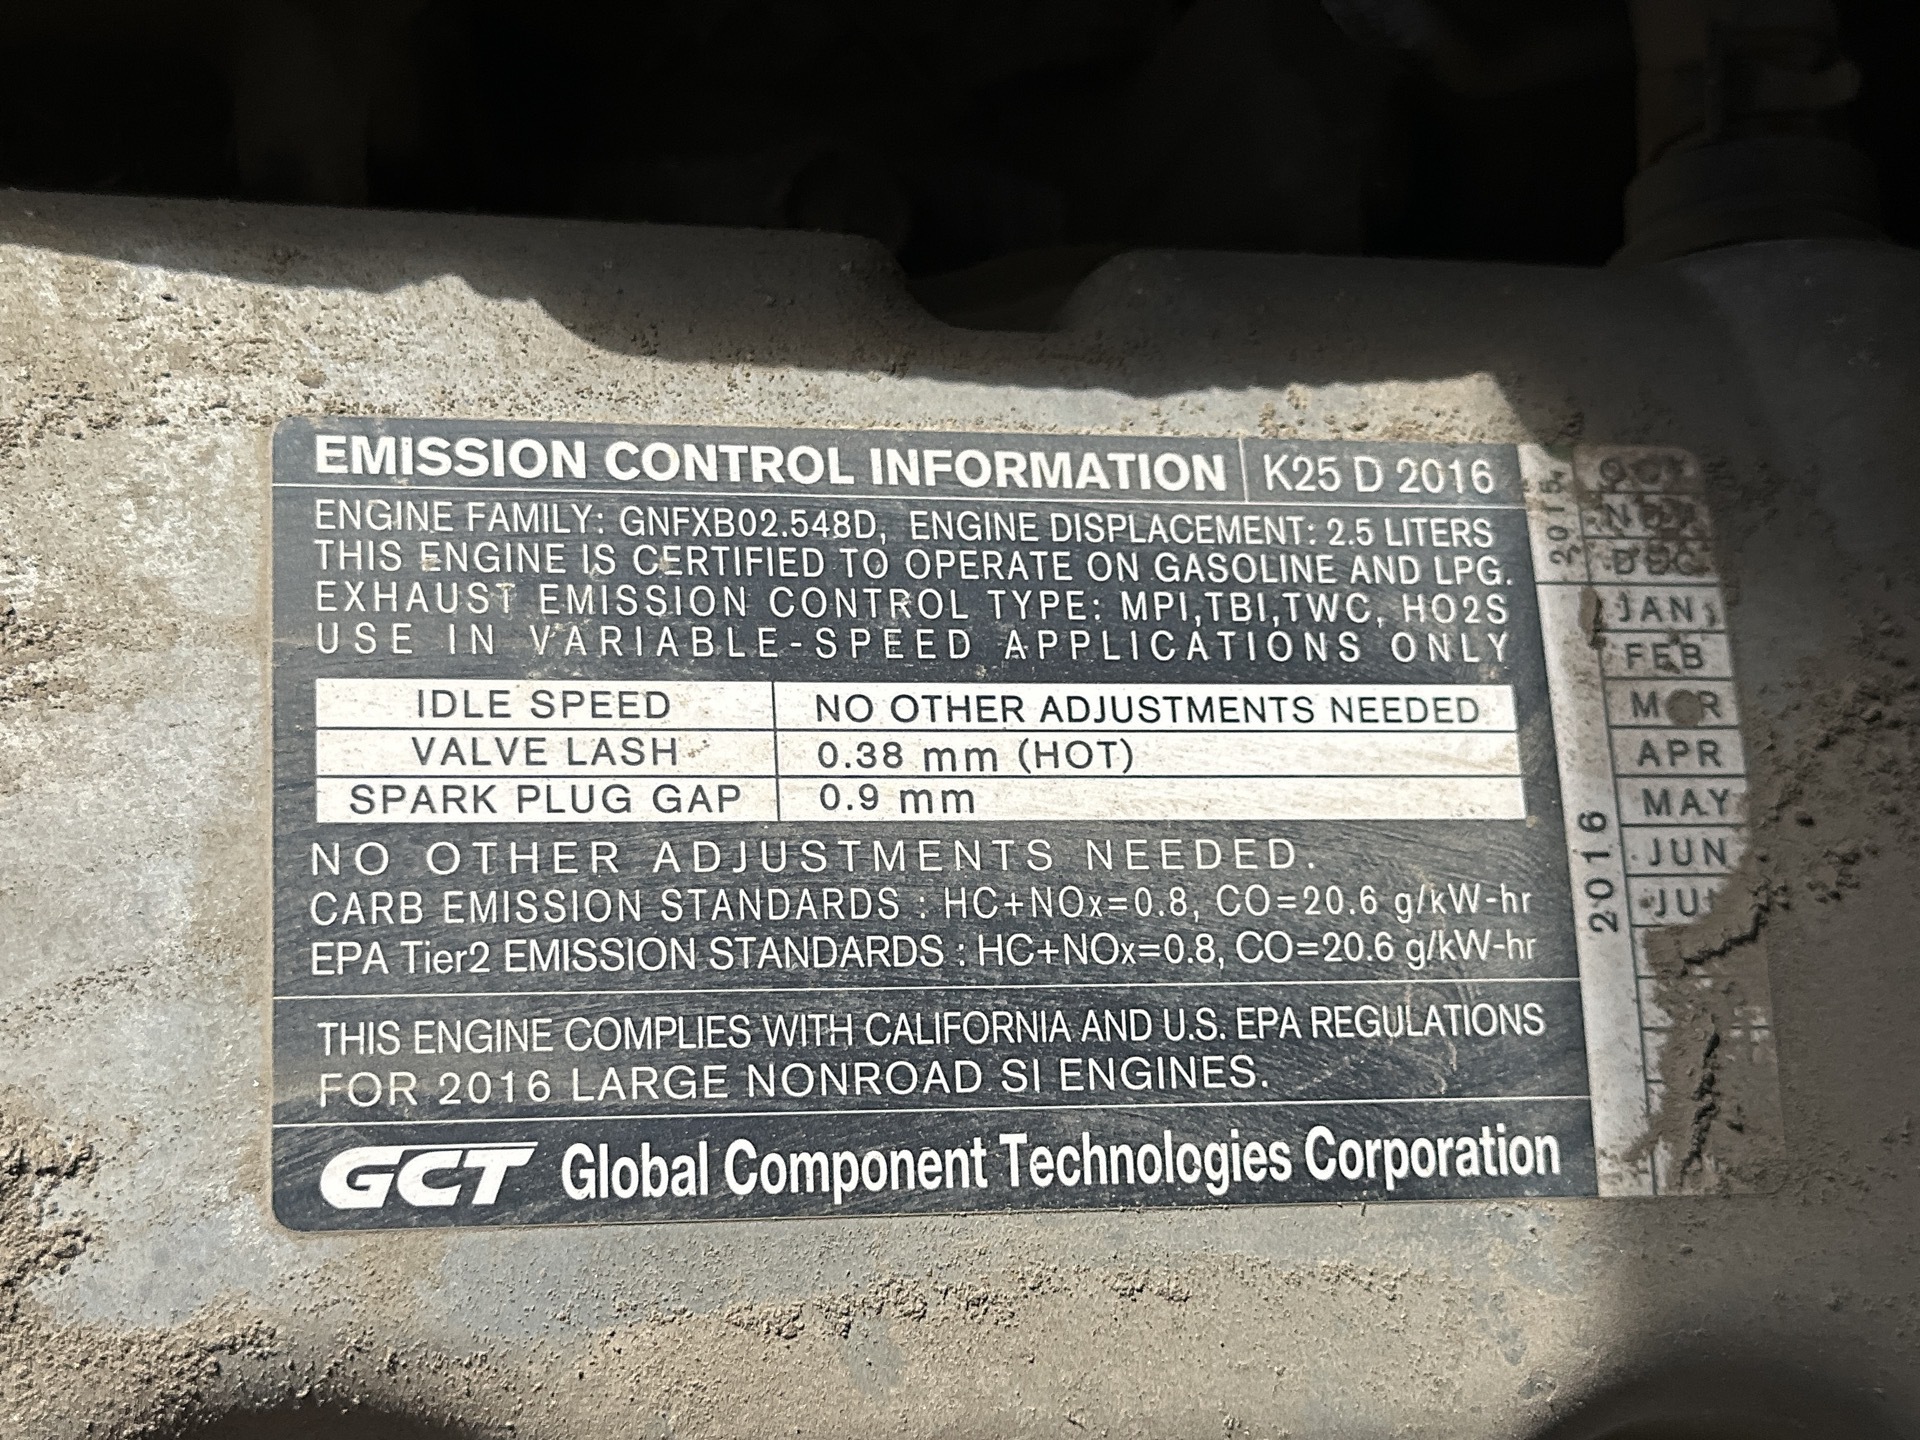 EMISSION CONTROL INFORMATION K25 D 2016
ENGINE FAMILY: GNFXB02.548D, ENGINE DISPLACEMENT: 2.5 LITERS
THIS ENGINE IS CERTIFIED TO OPERATE ON GASOLINE AND LPG.
EXHAUST EMISSION CONTROL TYPE: MPI,TBI,TWC, HO2S
USE IN VARIABLE-SPEED APPLICATIONS ONLY
IDLE SPEED NO OTHER ADJUSTMENTS NEEDED
VALVE LASH 0.38 mm (HOT)
SPARK PLUG GAP 0.9 mm
NO OTHER ADJUSTMENTS NEEDED.
CARB EMISSION STANDARDS : HC+NOx=0.8, CO=20.6 g/kW-hr
EPA Tier2 EMISSION STANDARDS : HC+NOx=0.8, CO=20.6 g/kW-hr
THIS ENGINE COMPLIES WITH CALIFORNIA AND U.S. EPA REGULATIONS
FOR 2016 LARGE NONROAD SI ENGINES.
GCT Global Component Technologies Corporation
2015
OCT
NOV
DEC
2016
JAN
FEB
MAR
APR
MAY
JUN